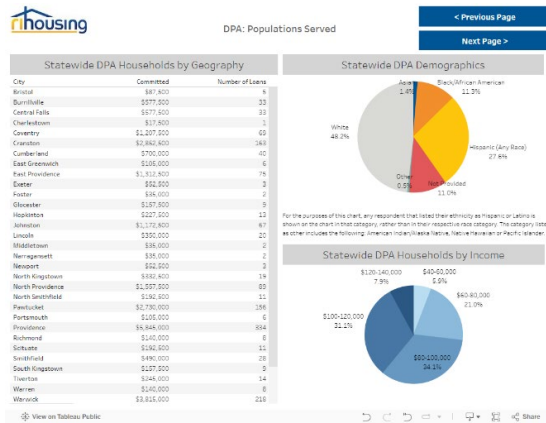 rihousing
DPA: Populations Served
< Previous Page
Next Page >
Statewide DPA Households by Geography
City Committed Number of Loans
Bristol $87,500 5
Burrillville $577,500 33
Central Falls $577,500 33
Charlestown $17,500 1
Coventry $1,207,500 69
Cranston $2,852,500 163
Cumberland $700,000 40
East Greenwich $105,000 6
East Providence $1,312,500 75
Exeter $52,500 3
Foster $35,000 2
Glocester $157,500 9
Hopkinton $227,500 13
Johnston $1,172,500 67
Lincoln $350,000 20
Middletown $35,000 2
Narragansett $35,000 2
Newport $52,500 3
North Kingstown $332,500 19
North Providence $1,557,500 89
North Smithfield $192,500 11
Pawtucket $2,730,000 156
Portsmouth $105,000 6
Providence $5,845,000 334
Richmond $140,000 8
Scituate $192,500 11
Smithfield $490,000 28
South Kingstown $157,500 9
Tiverton $245,000 14
Warren $140,000 8
Warwick $3,815,000 218
Statewide DPA Demographics
Asian
1.4%
Black/African American
11.3%
White
48.2%
Hispanic (Any Race)
27.6%
Other
0.5%
Not Provided
11.0%
For the purposes of this chart, any respondent that listed their ethnicity as Hispanic or Latino is
shown on the chart in that category, rather than in their respective race category. The category liste
as other includes the following: American Indian/Alaska Native, Native Hawaiian or Pacific Islander.
Statewide DPA Households by Income
$120-140,000
7.9%
$40-60,000
5.9%
$60-80,000
21.0%
$100-120,000
31.1%
$80-100,000
34.1%
View on Tableau Public
Share